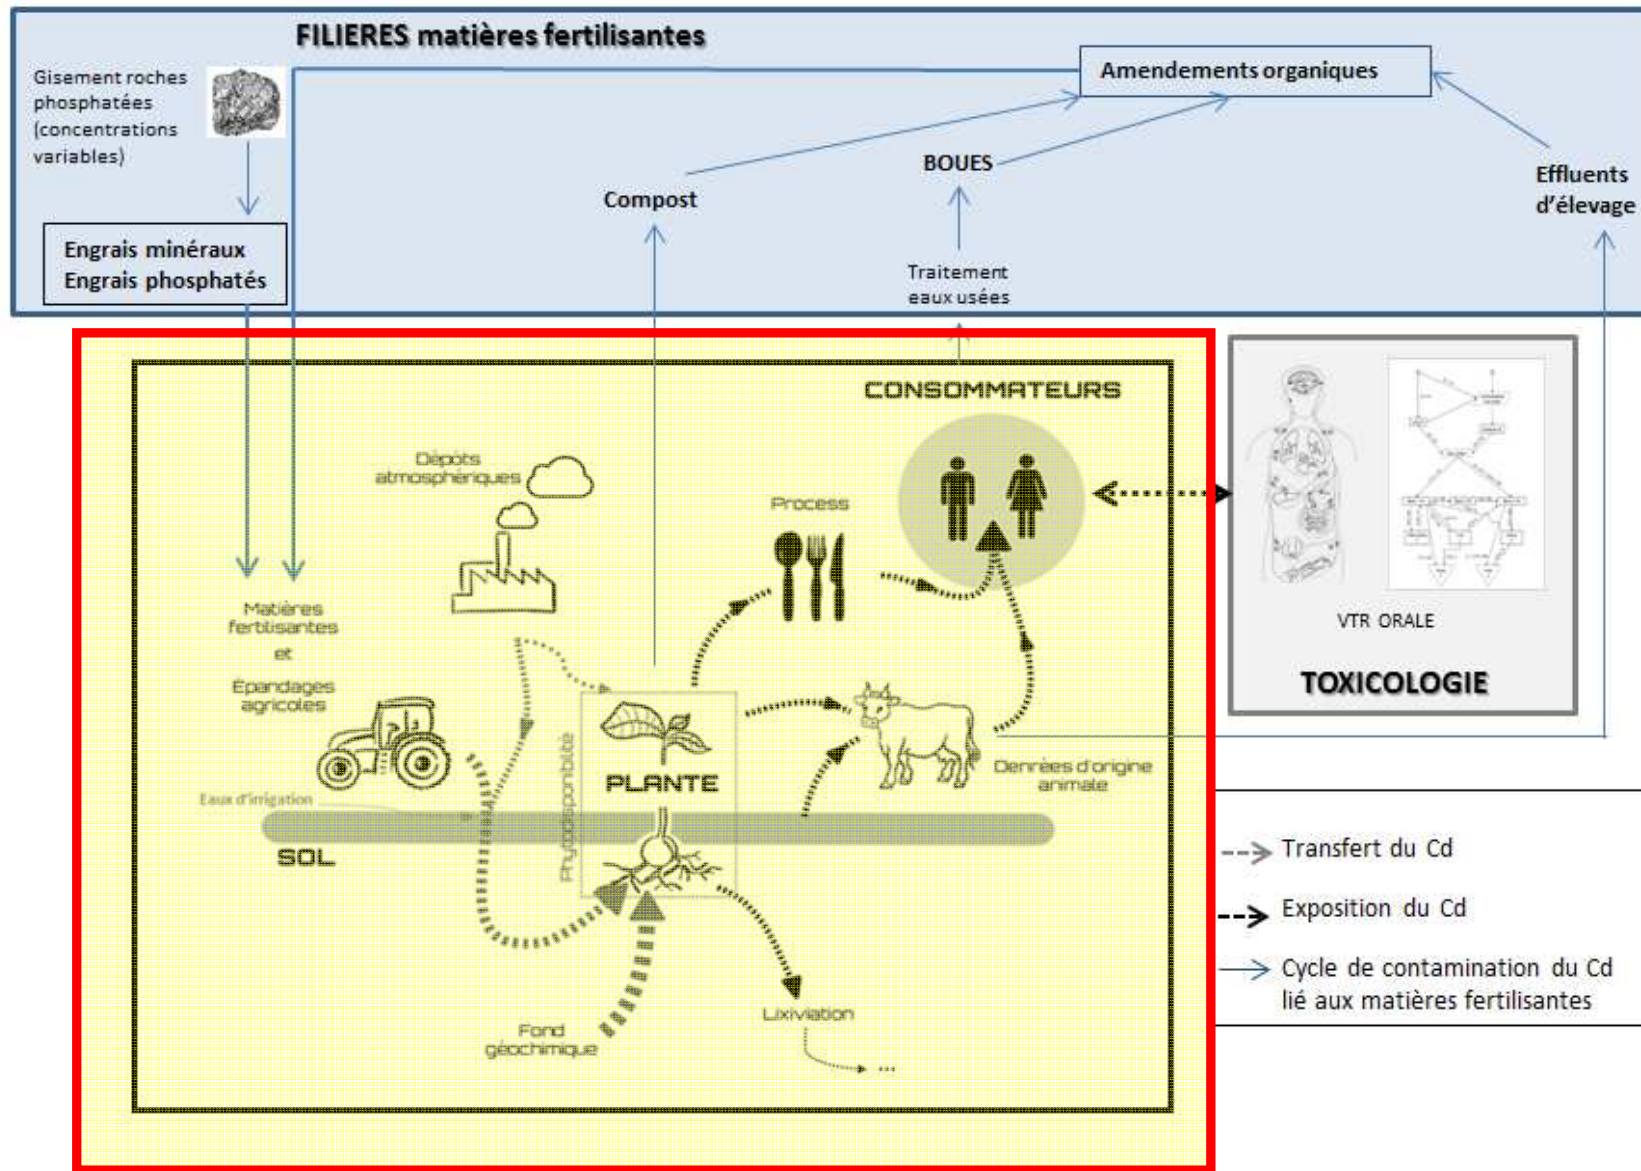 FILIERES matières fertilisantes
Gisement roches
phosphatées
(concentrations
variables)
Amendements organiques
BOUES
Compost
Effluents
d'élevage
Engrais minéraux
Engrais phosphatés
Traitement
eaux usées
CONSOMMATEURS
Dépôts
atmosphériques
Process
Matières
fertilisantes
et
Épandages
agricoles
Phytodisponibilité
PLANTE
Denrées d'origine
animale
Eaux d'irrigation
SOL
Fond
géochimique
Lixiviation
...
VTR ORALE
TOXICOLOGIE
Transfert du Cd
Exposition du Cd
Cycle de contamination du Cd
lié aux matières fertilisantes